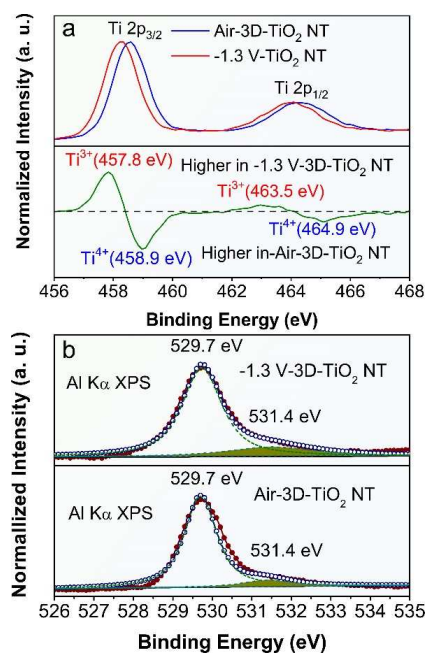 a
Ti 2p3/2
Air-3D-TiO2 NT
-1.3 V-TiO2 NT
Ti 2p1/2
Normalized Intensity (a. u.)
Ti3+(457.8 eV)
Higher in -1.3 V-3D-TiO2 NT
Ti3+(463.5 eV)
Ti4+(464.9 eV)
Ti4+(458.9 eV)
Higher in-Air-3D-TiO2 NT
456 458 460 462 464 466 468
Binding Energy (eV)
b
529.7 eV
Al Kα XPS
-1.3 V-3D-TiO2 NT
531.4 eV
Normallized Intensity (a. u.)
529.7 eV
Air-3D-TiO2 NT
Al Kα XPS
531.4 eV
526 527 528 529 530 531 532 533 534 535
Binding Energy (eV)